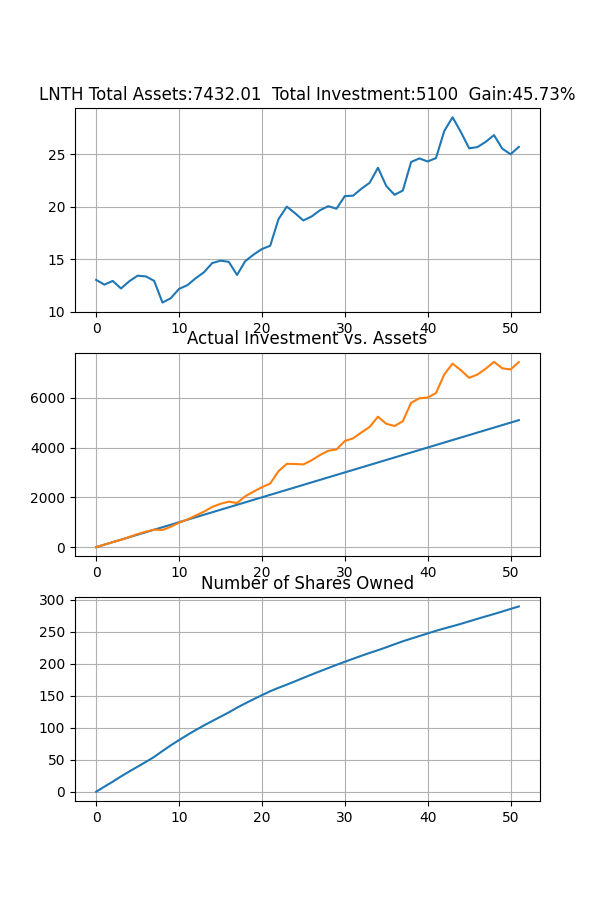 LNTH Total Assets:7432.01  Total Investment:5100  Gain:45.73%
25
20
15
10
0 10 20 30 40 50
Actual Investment vs. Assets
6000
4000
2000
0
0 10 20 30 40 50
Number of Shares Owned
300
250
200
150
100
50
0
0 10 20 30 40 50